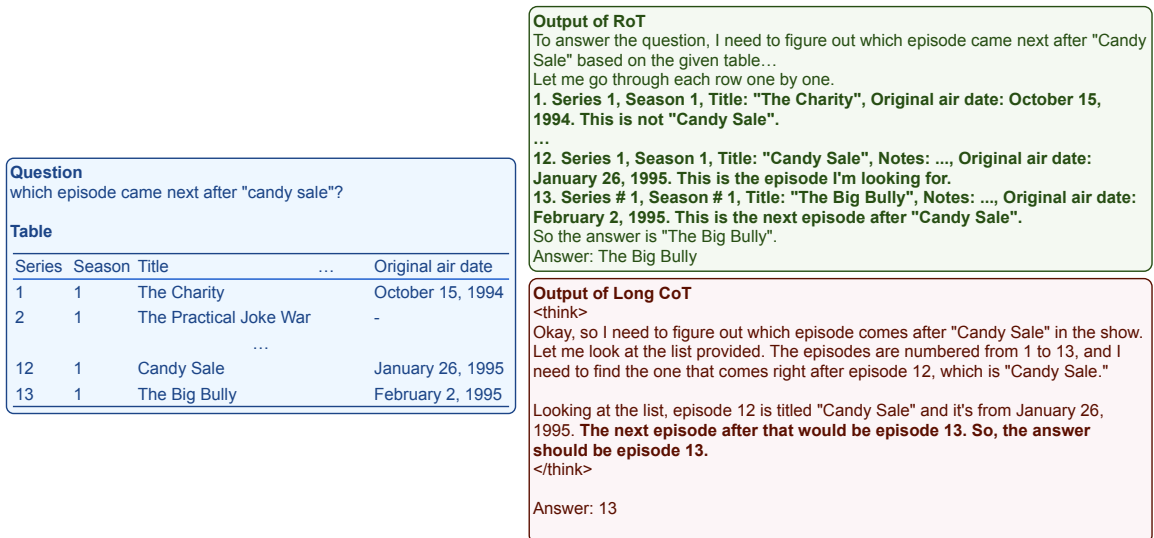 Question
which episode came next after "candy sale"?
Table
Series Season Title … Original air date
1 1 The Charity October 15, 1994
2 1 The Practical Joke War -
…
12 1 Candy Sale January 26, 1995
13 1 The Big Bully February 2, 1995
Output of RoT
To answer the question, I need to figure out which episode came next after "Candy
Sale" based on the given table…
Let me go through each row one by one.
1. Series 1, Season 1, Title: "The Charity", Original air date: October 15,
1994. This is not "Candy Sale".
…
12. Series 1, Season 1, Title: "Candy Sale", Notes: ..., Original air date:
January 26, 1995. This is the episode I'm looking for.
13. Series # 1, Season # 1, Title: "The Big Bully", Notes: ..., Original air date:
February 2, 1995. This is the next episode after "Candy Sale".
So the answer is "The Big Bully".
Answer: The Big Bully
Output of Long CoT
<think>
Okay, so I need to figure out which episode comes after "Candy Sale" in the show.
Let me look at the list provided. The episodes are numbered from 1 to 13, and I
need to find the one that comes right after episode 12, which is "Candy Sale."
Looking at the list, episode 12 is titled "Candy Sale" and it's from January 26,
1995. The next episode after that would be episode 13. So, the answer
should be episode 13.
</think>
Answer: 13